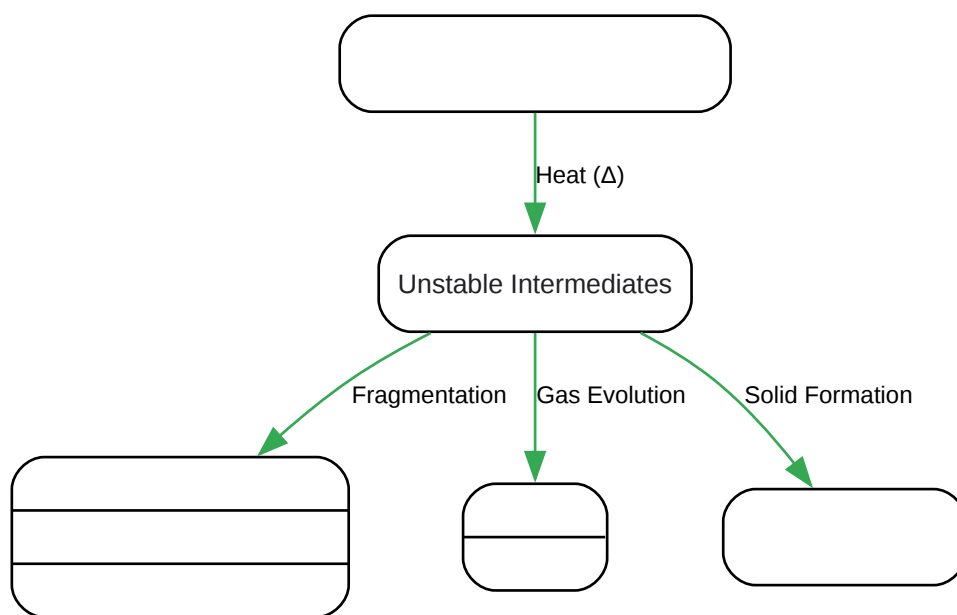 Heat (Δ)
Unstable Intermediates
Fragmentation
Gas Evolution
Solid Formation